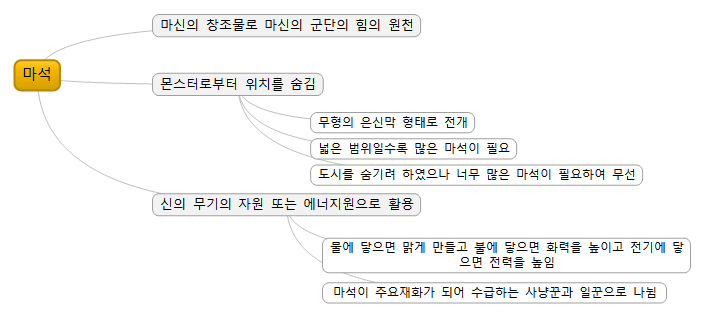 마석
마신의 창조물로 마신의 군단의 힘의 원천
몬스터로부터 위치를 숨김
무형의 은신막 형태로 전개
넓은 범위일수록 많은 마석이 필요
도시를 숨기려 하였으나 너무 많은 마석이 필요하여 무선
신의 무기의 자원 또는 에너지원으로 활용
물에 닿으면 맑게 만들고 불에 닿으면 화력을 높이고 전기에 닿
으면 전력을 높임
마석이 주요재화가 되어 수급하는 사냥꾼과 일꾼으로 나뉨